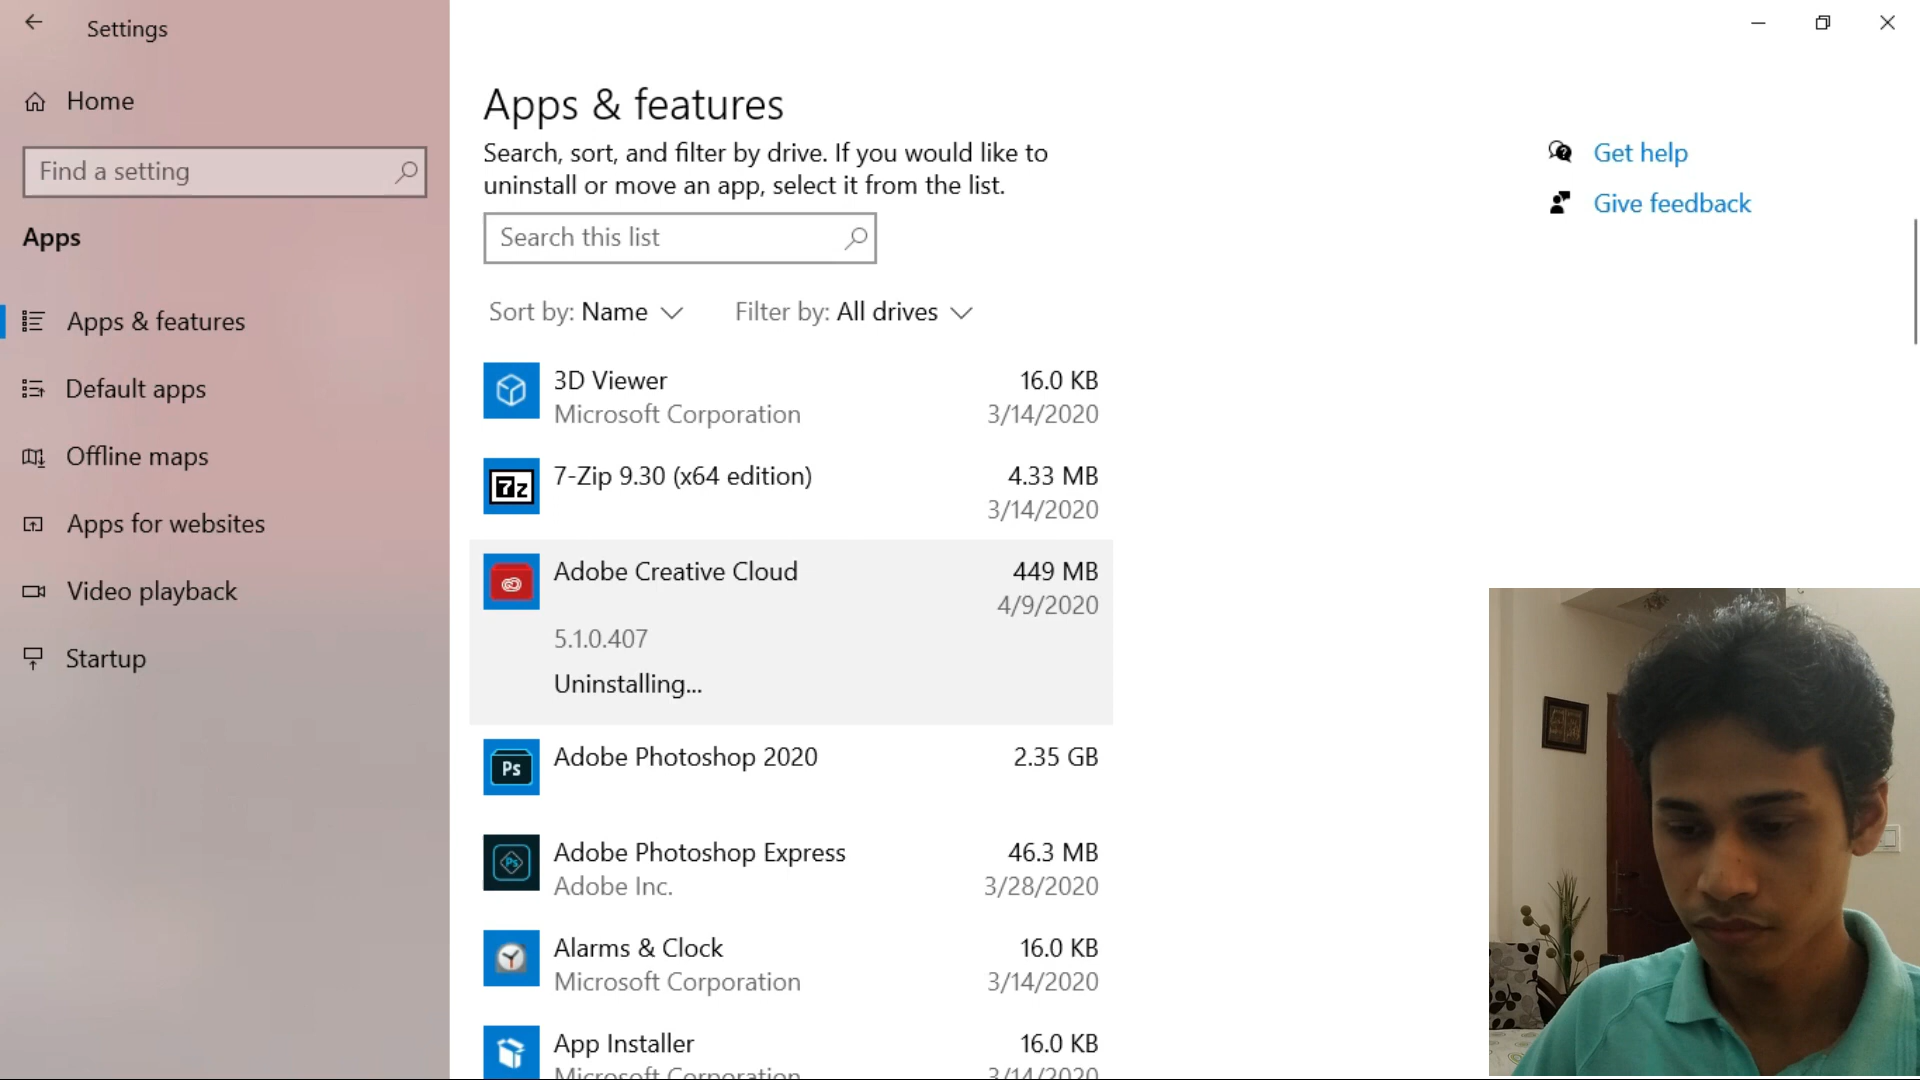 Settings
Home
Find a setting
Apps
Apps & features
Default apps
Offline maps
Apps for websites
Video playback
Startup
Apps & features
Search, sort, and filter by drive. If you would like to
uninstall or move an app, select it from the list.
Search this list
Sort by: Name
Filter by: All drives
3D Viewer
16.0 KB
Microsoft Corporation
3/14/2020
7z
7-Zip 9.30 (x64 edition)
4.33 MB
3/14/2020
Adobe Creative Cloud
449 MB
4/9/2020
5.1.0.407
Uninstalling...
Ps
Adobe Photoshop 2020
2.35 GB
Ps
Adobe Photoshop Express
46.3 MB
Adobe Inc.
3/28/2020
Alarms & Clock
16.0 KB
Microsoft Corporation
3/14/2020
App Installer
16.0 KB
Microsoft Corporation
3/14/2020
Get help
Give feedback